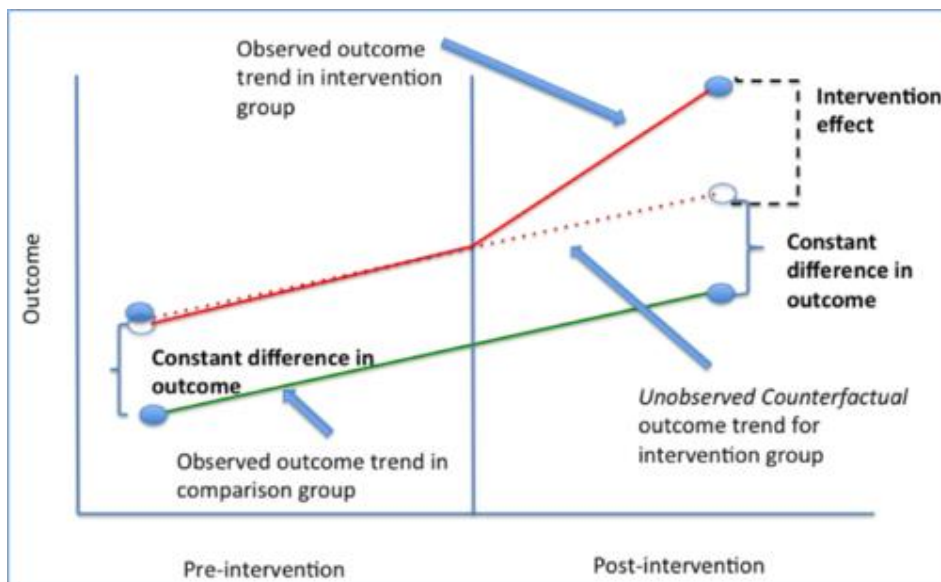 Observed outcome
trend in intervention
group
Intervention
effect
Outcome
Constant
difference in
outcome
Constant difference in
outcome
Unobserved Counterfactual
outcome trend for
intervention group
Observed outcome trend in
comparison group
Pre-intervention
Post-intervention